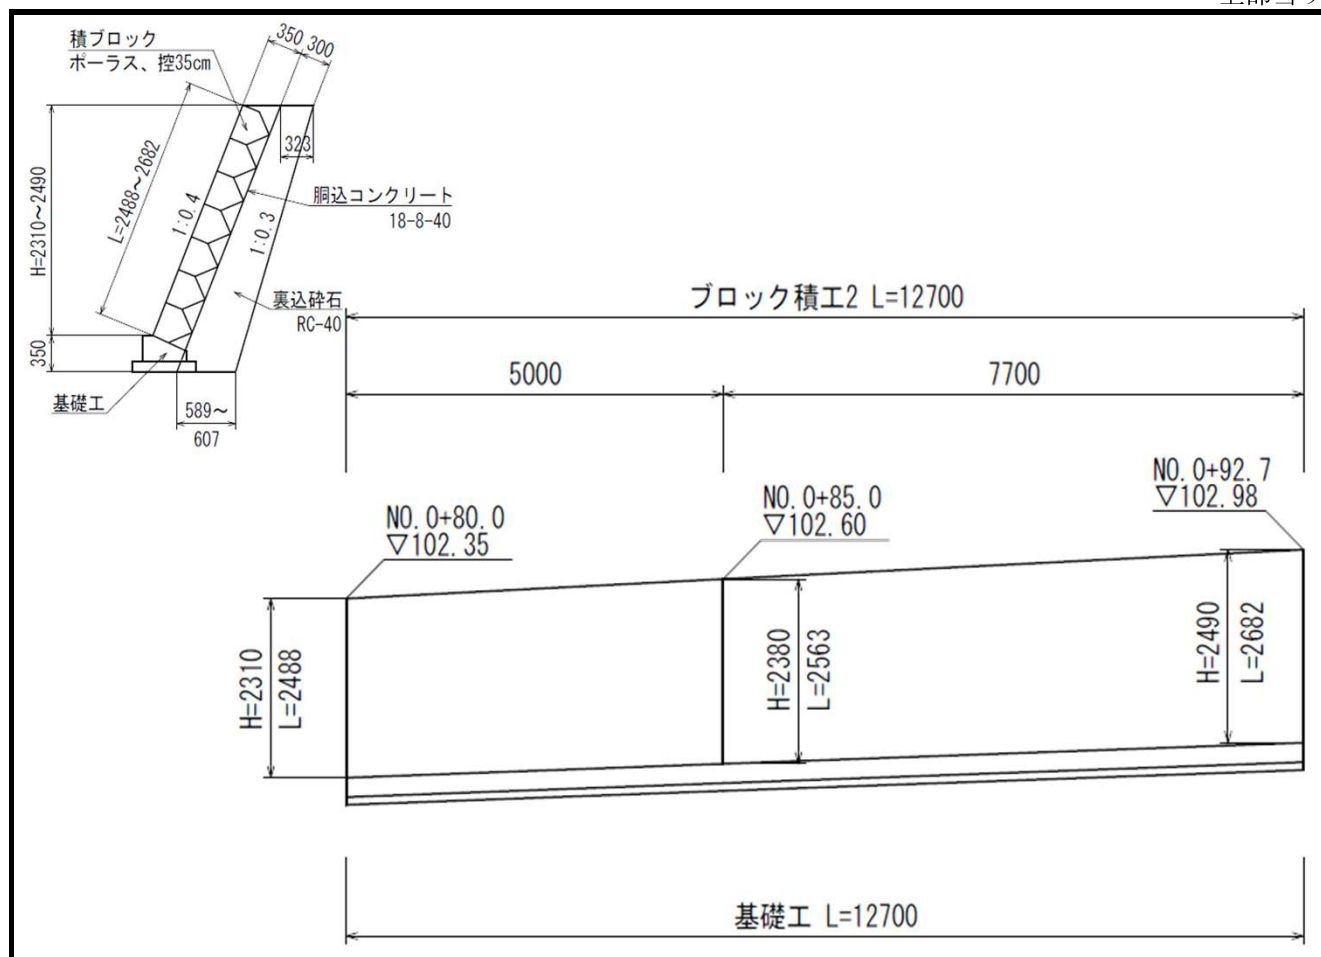 積ブロック
ポーラス、控35cm
350 300
323
H=2310～2490
L=2488～2682
1:0.4
1:0.3
胴込コンクリート
18-8-40
裏込砕石
RC-40
350
基礎工
589～
607
ブロック積工2 L=12700
5000
7700
NO.0+80.0
▽102.35
NO.0+85.0
▽102.60
NO.0+92.7
▽102.98
H=2310
L=2488
H=2380
L=2563
H=2490
L=2682
基礎工 L=12700